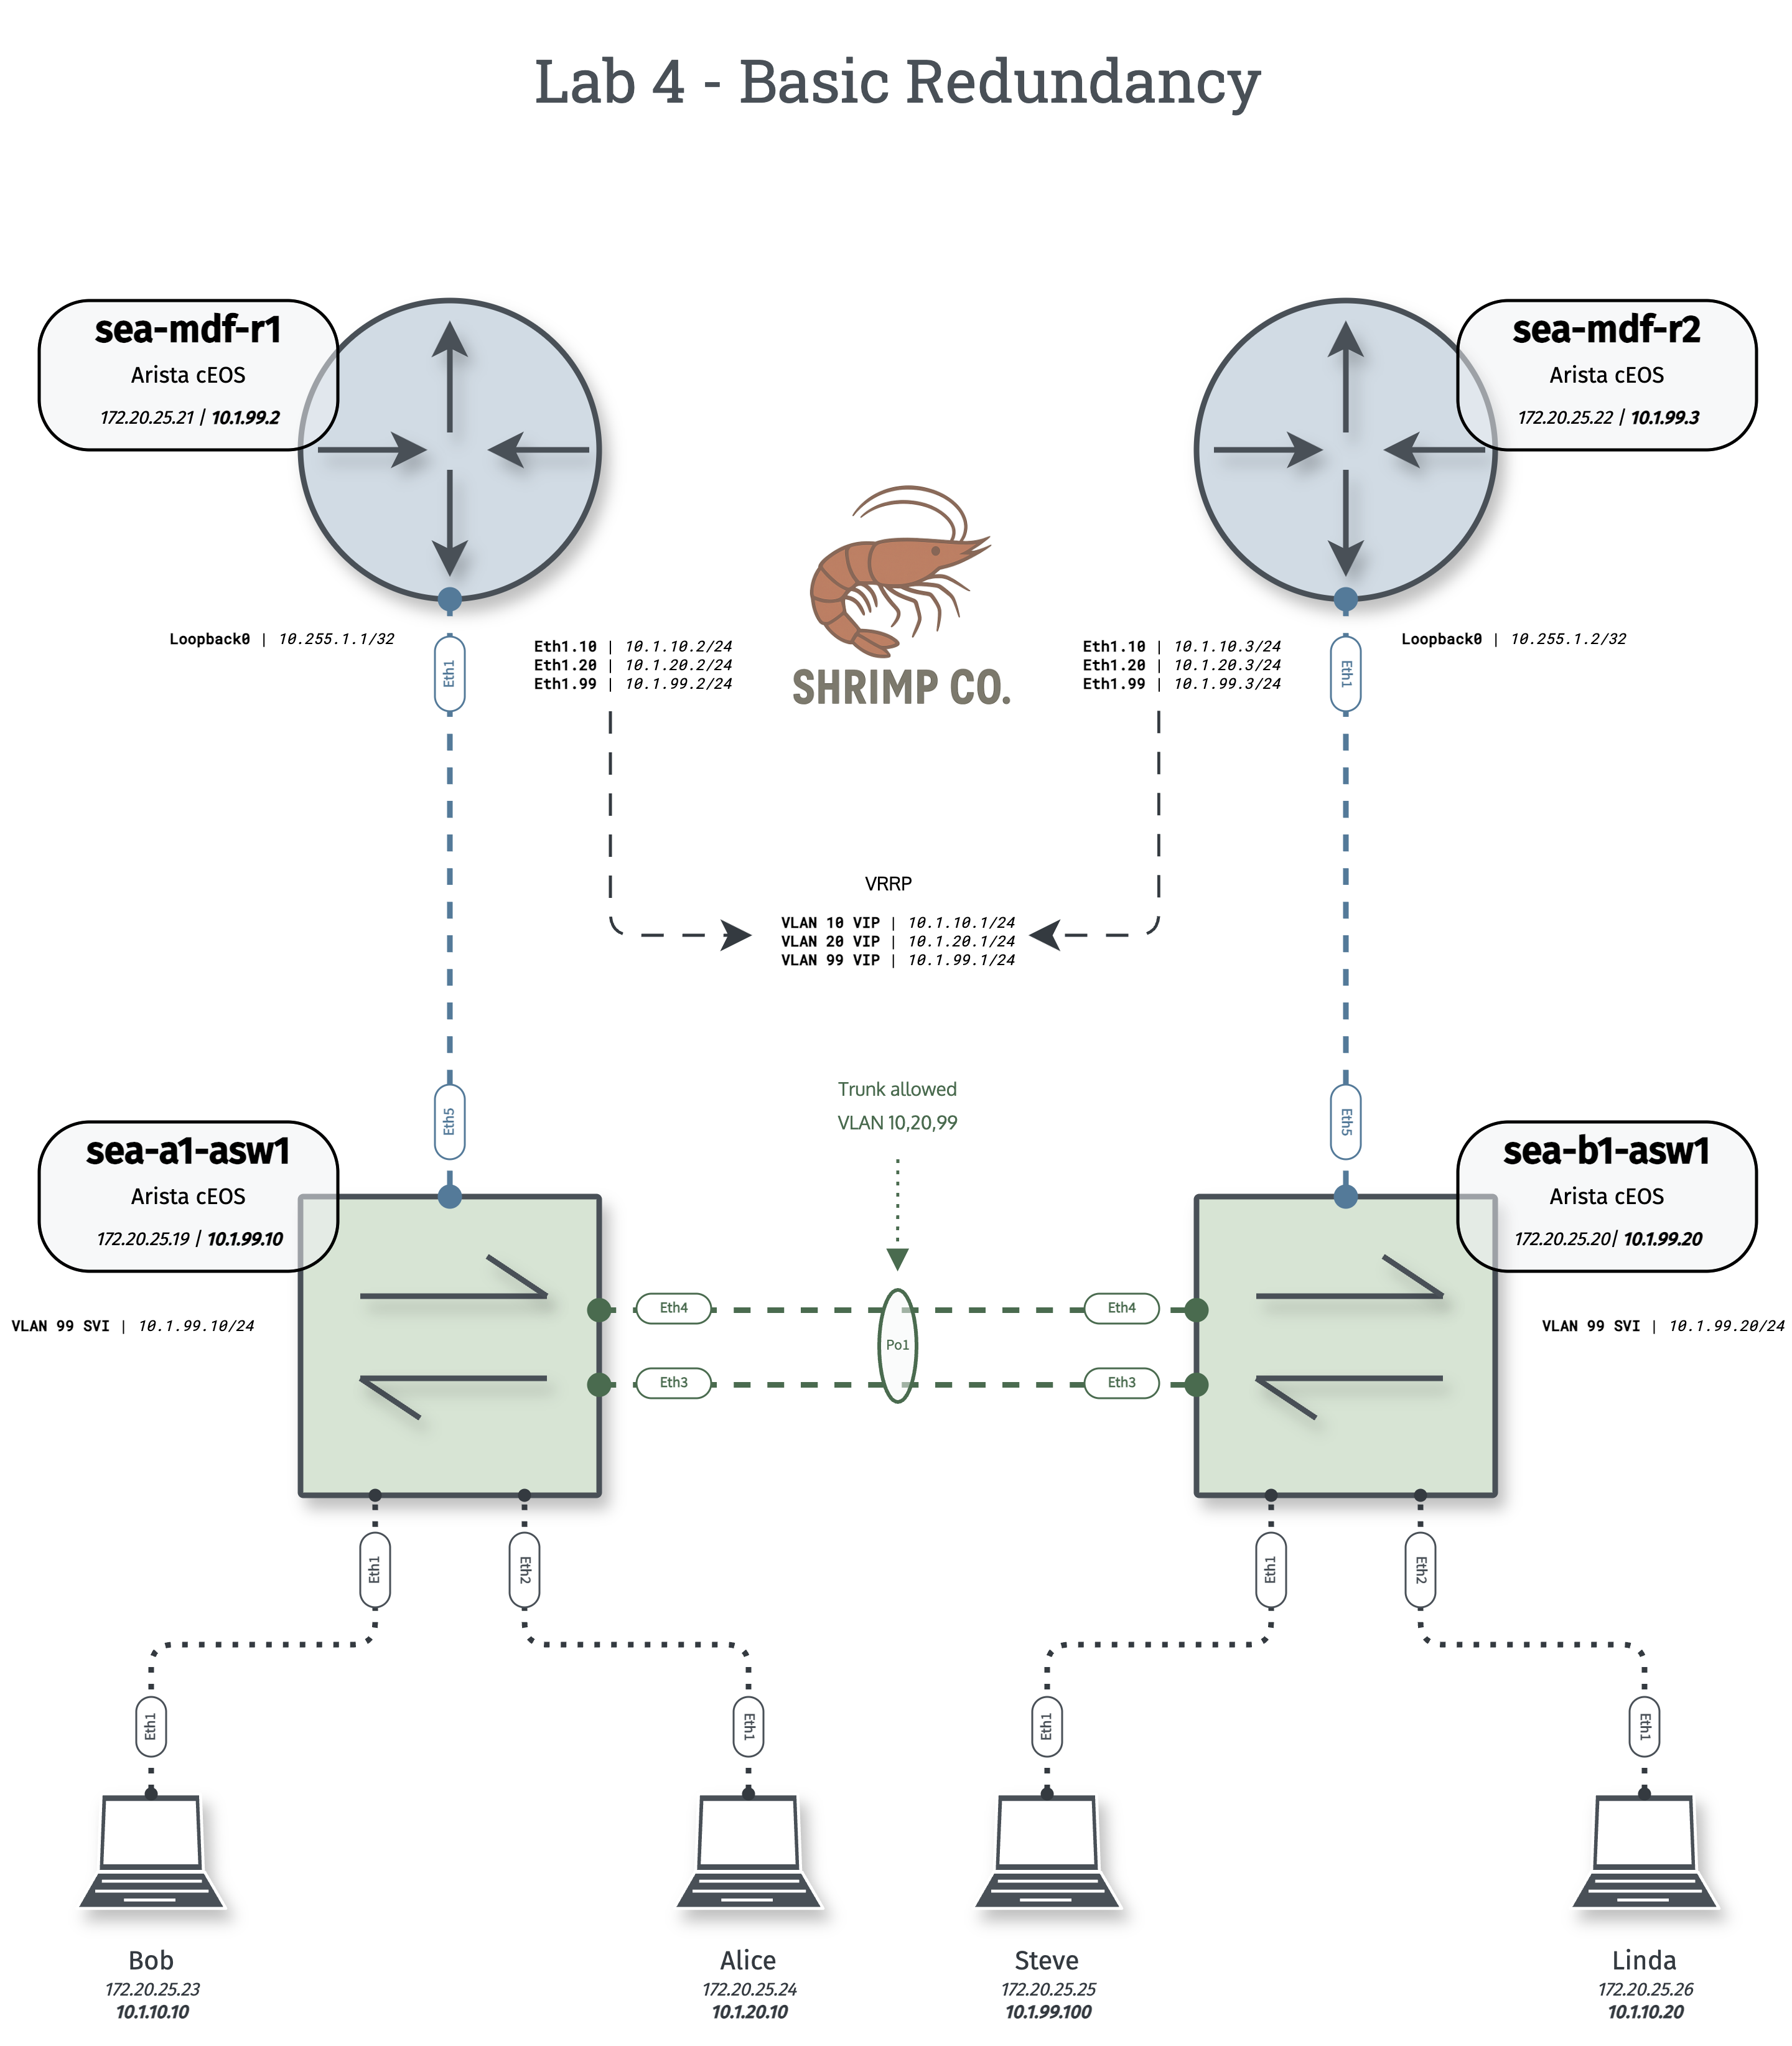 Lab 4 - Basic Redundancy
sea-mdf-r1
Arista cEOS
172.20.25.21 / 10.1.99.2
sea-mdf-r2
Arista cEOS
172.20.25.22 / 10.1.99.3
SHRIMP CO.
Loopback0 | 10.255.1.1/32
Eth1
Eth1.10 | 10.1.10.2/24
Eth1.20 | 10.1.20.2/24
Eth1.99 | 10.1.99.2/24
Eth1.10 | 10.1.10.3/24
Eth1.20 | 10.1.20.3/24
Eth1.99 | 10.1.99.3/24
Eth1
Loopback0 | 10.255.1.2/32
VRRP
VLAN 10 VIP | 10.1.10.1/24
VLAN 20 VIP | 10.1.20.1/24
VLAN 99 VIP | 10.1.99.1/24
Trunk allowed
VLAN 10,20,99
Eth5
Eth5
sea-a1-asw1
Arista cEOS
172.20.25.19 / 10.1.99.10
sea-b1-asw1
Arista cEOS
172.20.25.20/ 10.1.99.20
VLAN 99 SVI | 10.1.99.10/24
Eth4
Eth4
VLAN 99 SVI | 10.1.99.20/24
Po1
Eth3
Eth3
Eth1
Eth2
Eth1
Eth2
Eth1
Eth1
Eth1
Eth1
Bob
172.20.25.23
10.1.10.10
Alice
172.20.25.24
10.1.20.10
Steve
172.20.25.25
10.1.99.100
Linda
172.20.25.26
10.1.10.20